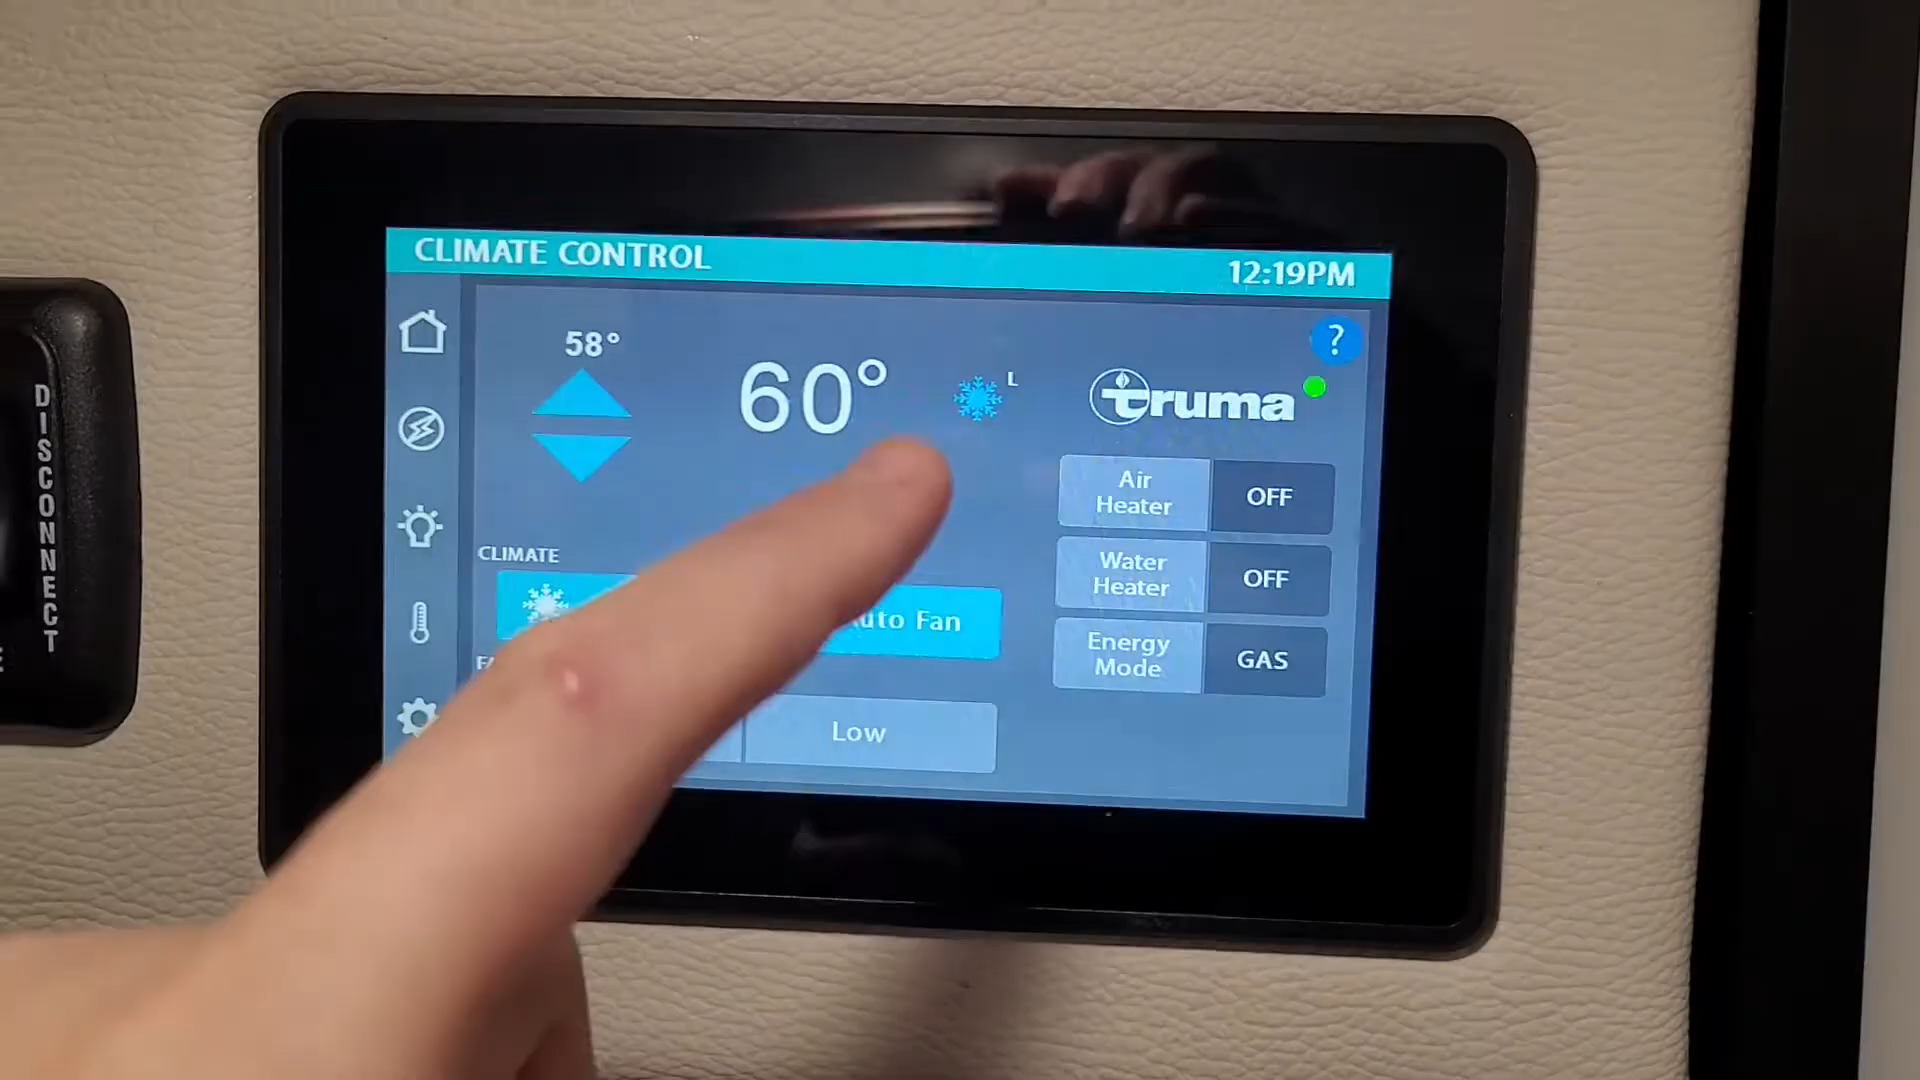 CLIMATE CONTROL
12:19PM
58°
60°
L
?
truma
Air
Heater
OFF
Water
Heater
OFF
Energy
Mode
GAS
CLIMATE
Fan
Low
DISCONNECT